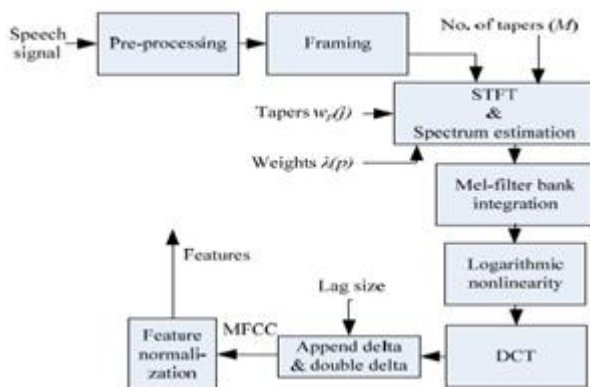 Speech
signal
Pre-processing
Framing
No. of tapers (M)
Tapers wₚ(j)
STFT
&
Spectrum estimation
Weights λ(p)
Mel-filter bank
integration
Logarithmic
nonlinearity
DCT
Lag size
Append delta
& double delta
MFCC
Feature
normali-
zation
Features